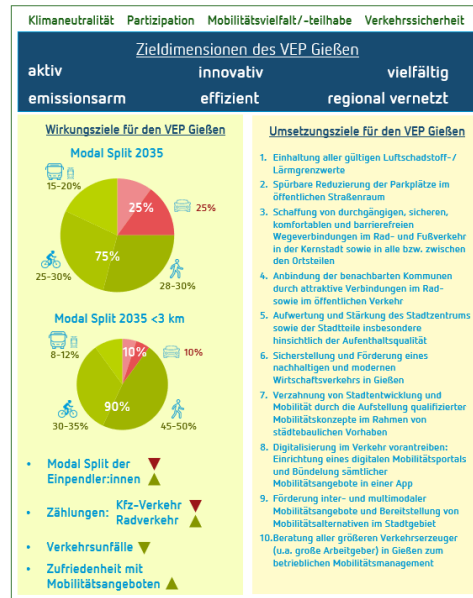 Klimaneutralität Partizipation Mobilitätsvielfalt/-teilhabe Verkehrssicherheit
Zieldimensionen des VEP Gießen
aktiv innovativ vielfältig
emissionsarm effizient regional vernetzt
Wirkungsziele für den VEP Gießen
Modal Split 2035
15-20%
25%
25%
75%
25-30%
28-30%
Modal Split 2035 <3 km
8-12%
10%
10%
90%
30-35%
45-50%
• Modal Split der
Einpendler:innen
• Zählungen: Kfz-Verkehr
Radverkehr
• Verkehrsunfälle
• Zufriedenheit mit
Mobilitätsangeboten
Umsetzungsziele für den VEP Gießen
1. Einhaltung aller gültigen Luftschadstoff-/
Lärmgrenzwerte
2. Spürbare Reduzierung der Parkplätze im
öffentlichen Straßenraum
3. Schaffung von durchgängigen, sicheren,
komfortablen und barrierefreien
Wegeverbindungen im Rad- und Fußverkehr
in der Kernstadt sowie in alle bzw. zwischen
den Ortsteilen
4. Anbindung der benachbarten Kommunen
durch attraktive Verbindungen im Rad-
sowie im öffentlichen Verkehr
5. Aufwertung und Stärkung des Stadtzentrums
sowie der Stadtteile insbesondere
hinsichtlich der Aufenthaltsqualität
6. Sicherstellung und Förderung eines
nachhaltigen und modernen
Wirtschaftsverkehrs in Gießen
7. Verzahnung von Stadtentwicklung und
Mobilität durch die Aufstellung qualifizierter
Mobilitätskonzepte im Rahmen von
städtebaulichen Vorhaben
8. Digitalisierung im Verkehr vorantreiben:
Einrichtung eines digitalen Mobilitätsportals
und Bündelung sämtlicher
Mobilitätsangebote in einer App
9. Förderung inter- und multimodaler
Mobilitätsangebote und Bereitstellung von
Mobilitätsalternativen im Stadtgebiet
10. Beratung aller größeren Verkehrserzeuger
(u.a. große Arbeitgeber) in Gießen zum
betrieblichen Mobilitätsmanagement